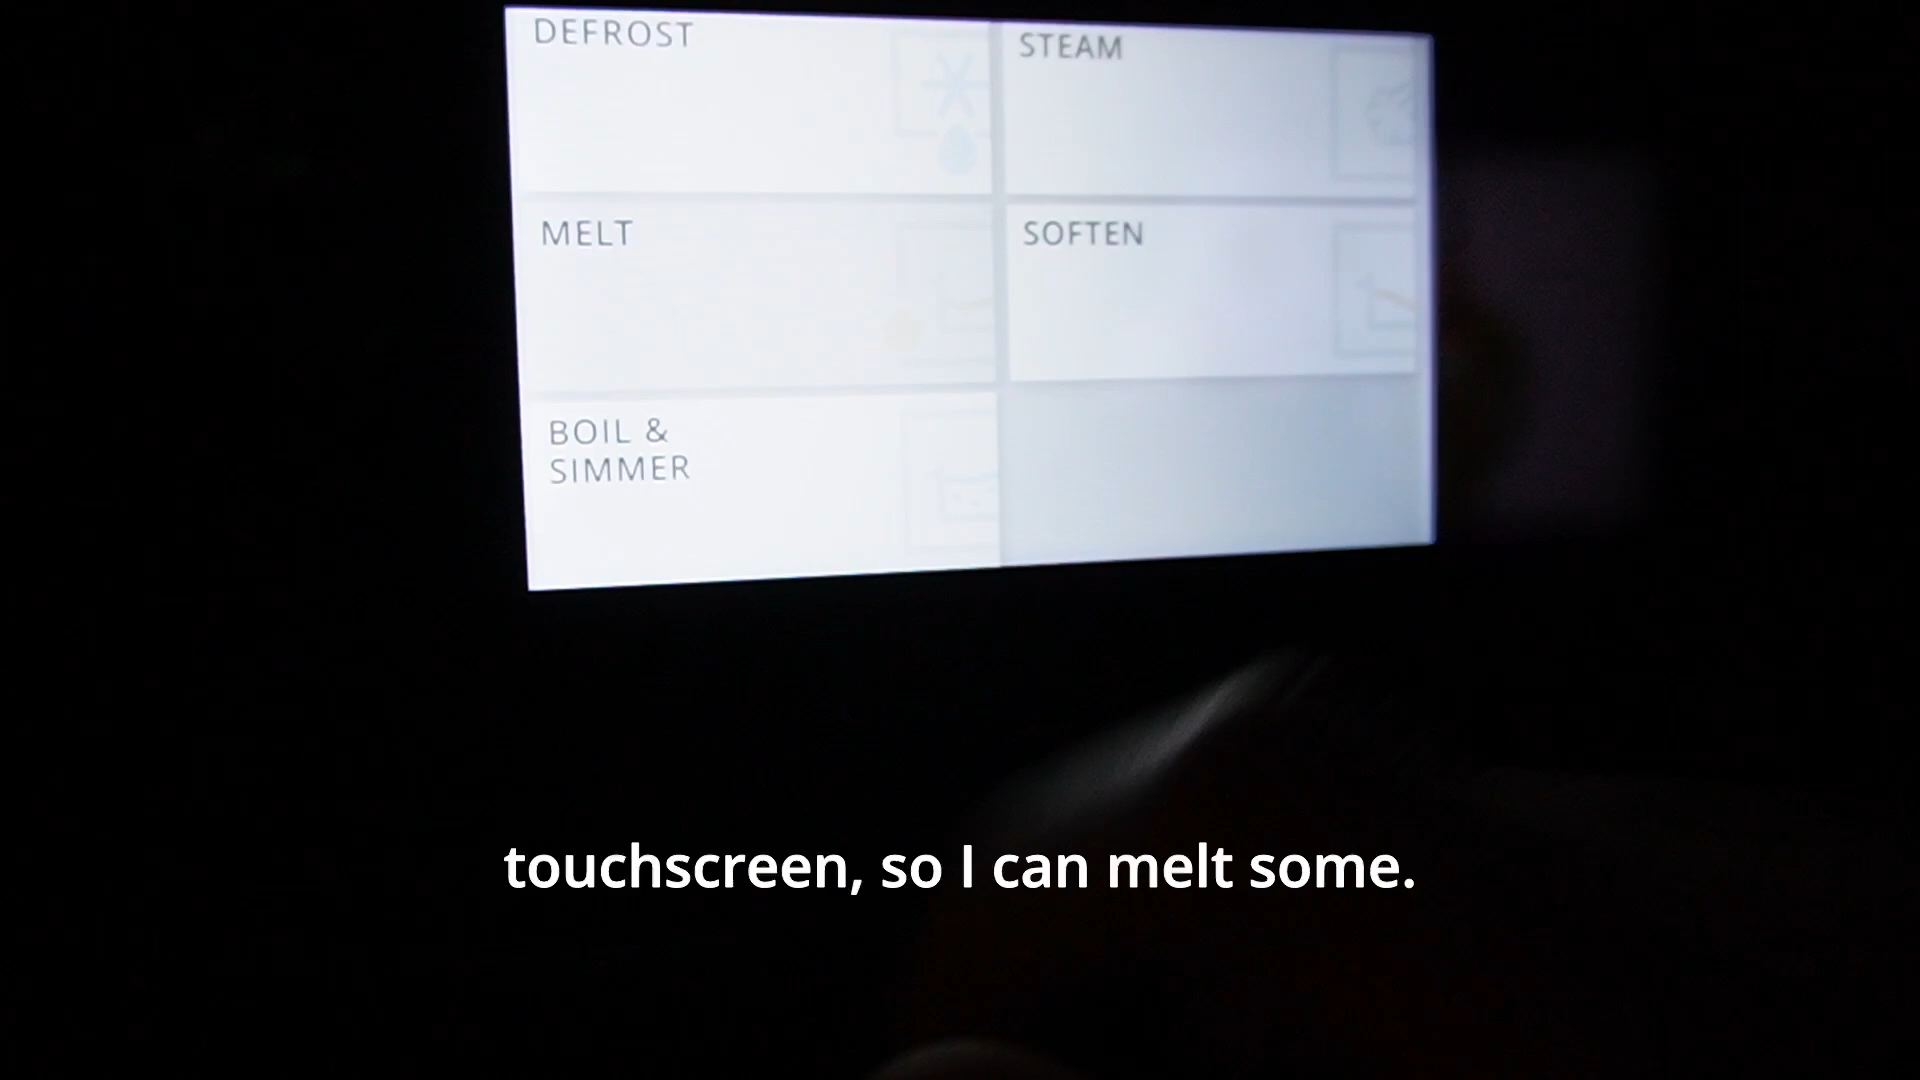 DEFROST
STEAM
MELT
SOFTEN
BOIL &
SIMMER
touchscreen, so I can melt some.